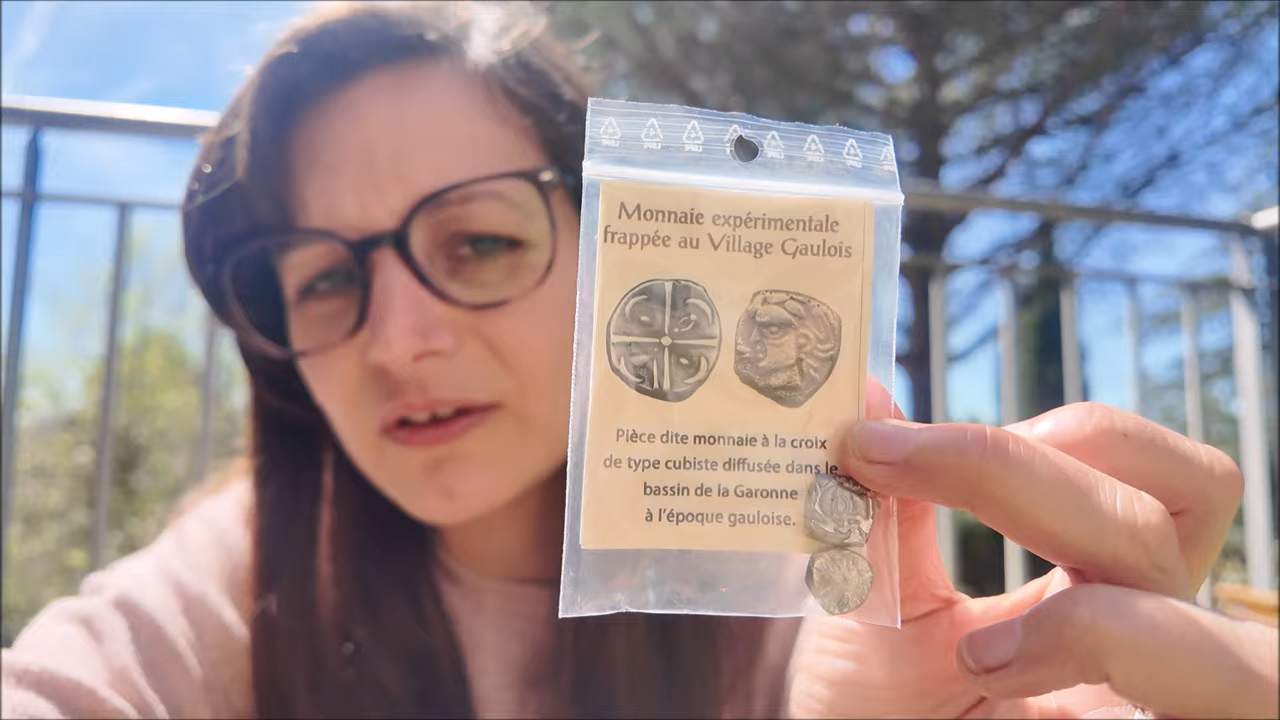 Monnaie expérimentale
frappée au Village Gaulois
Pièce dite monnaie à la croix
de type cubiste diffusée dans le
bassin de la Garonne
à l'époque gauloise.